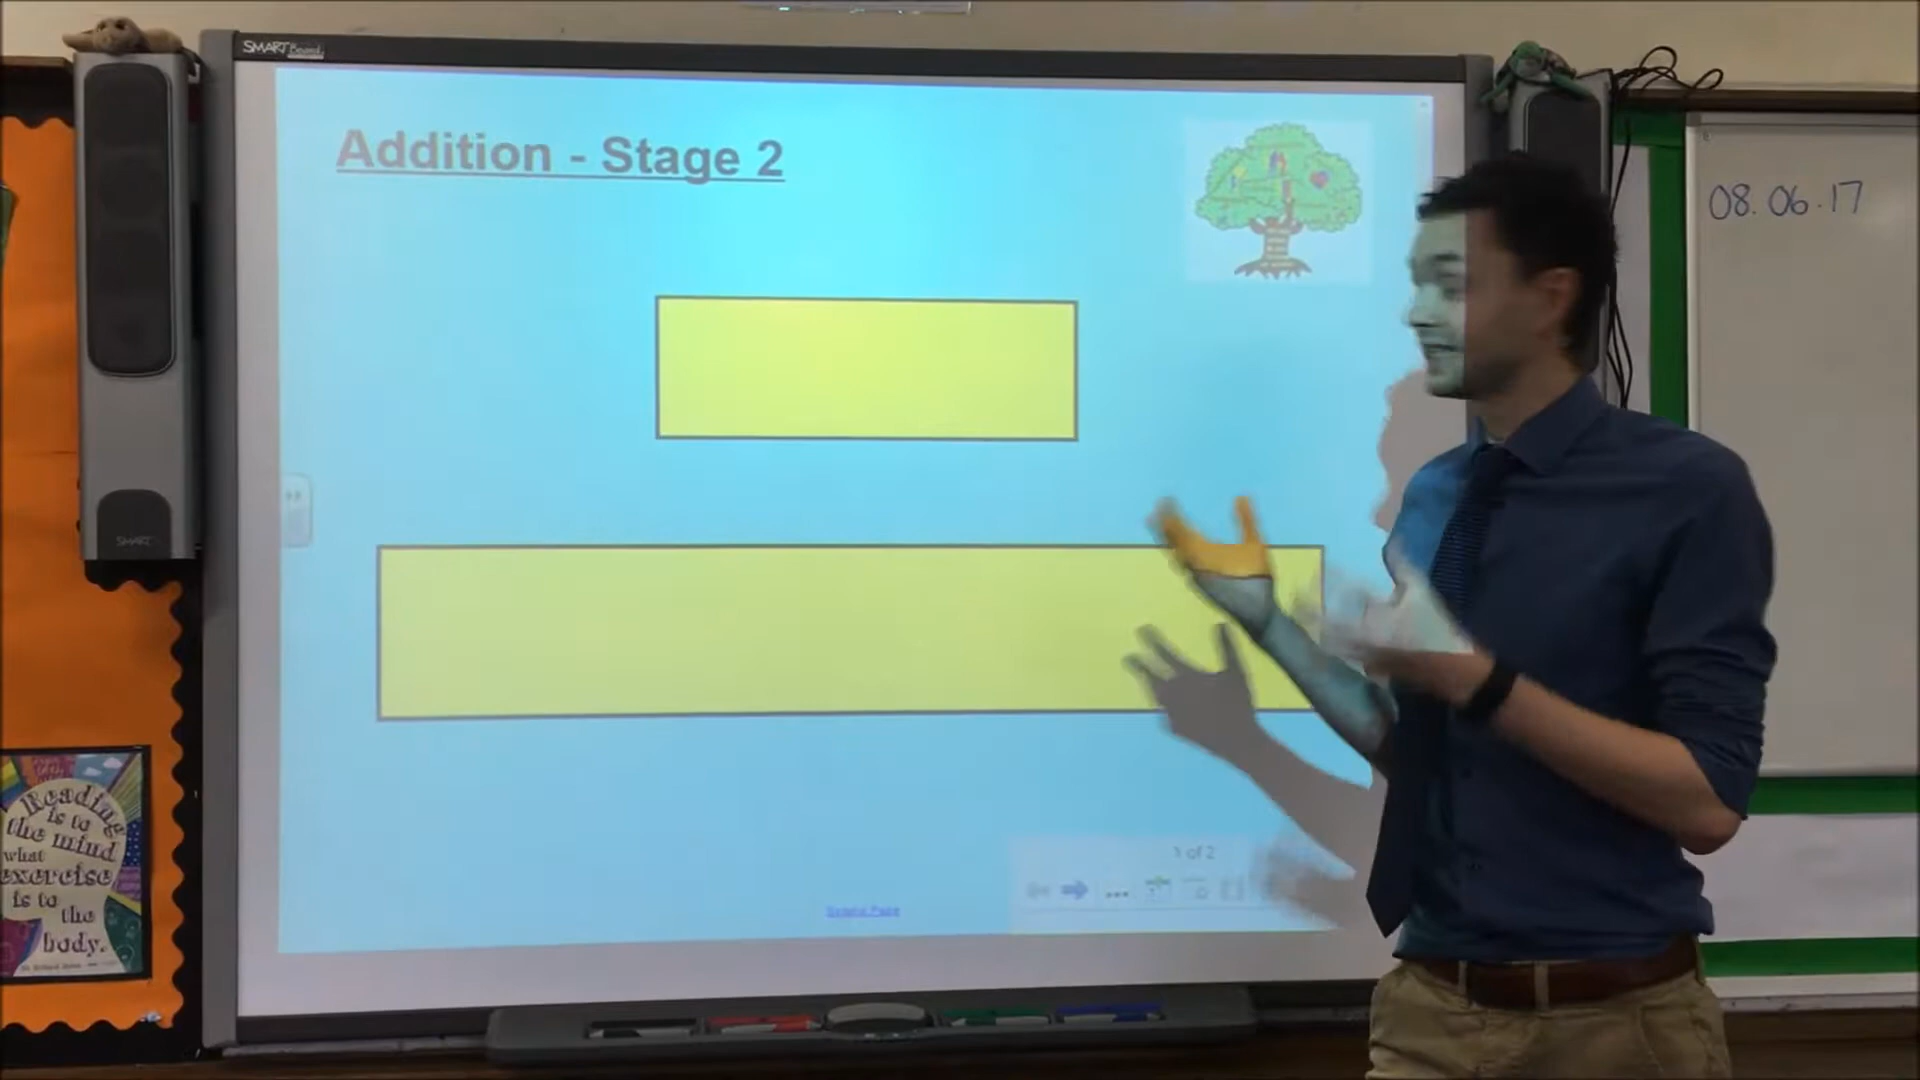 SMART Board
Addition - Stage 2
08.06.17
SMART
Reading
is to
the mind
what
exercise
is to
the
body.
1 of 2